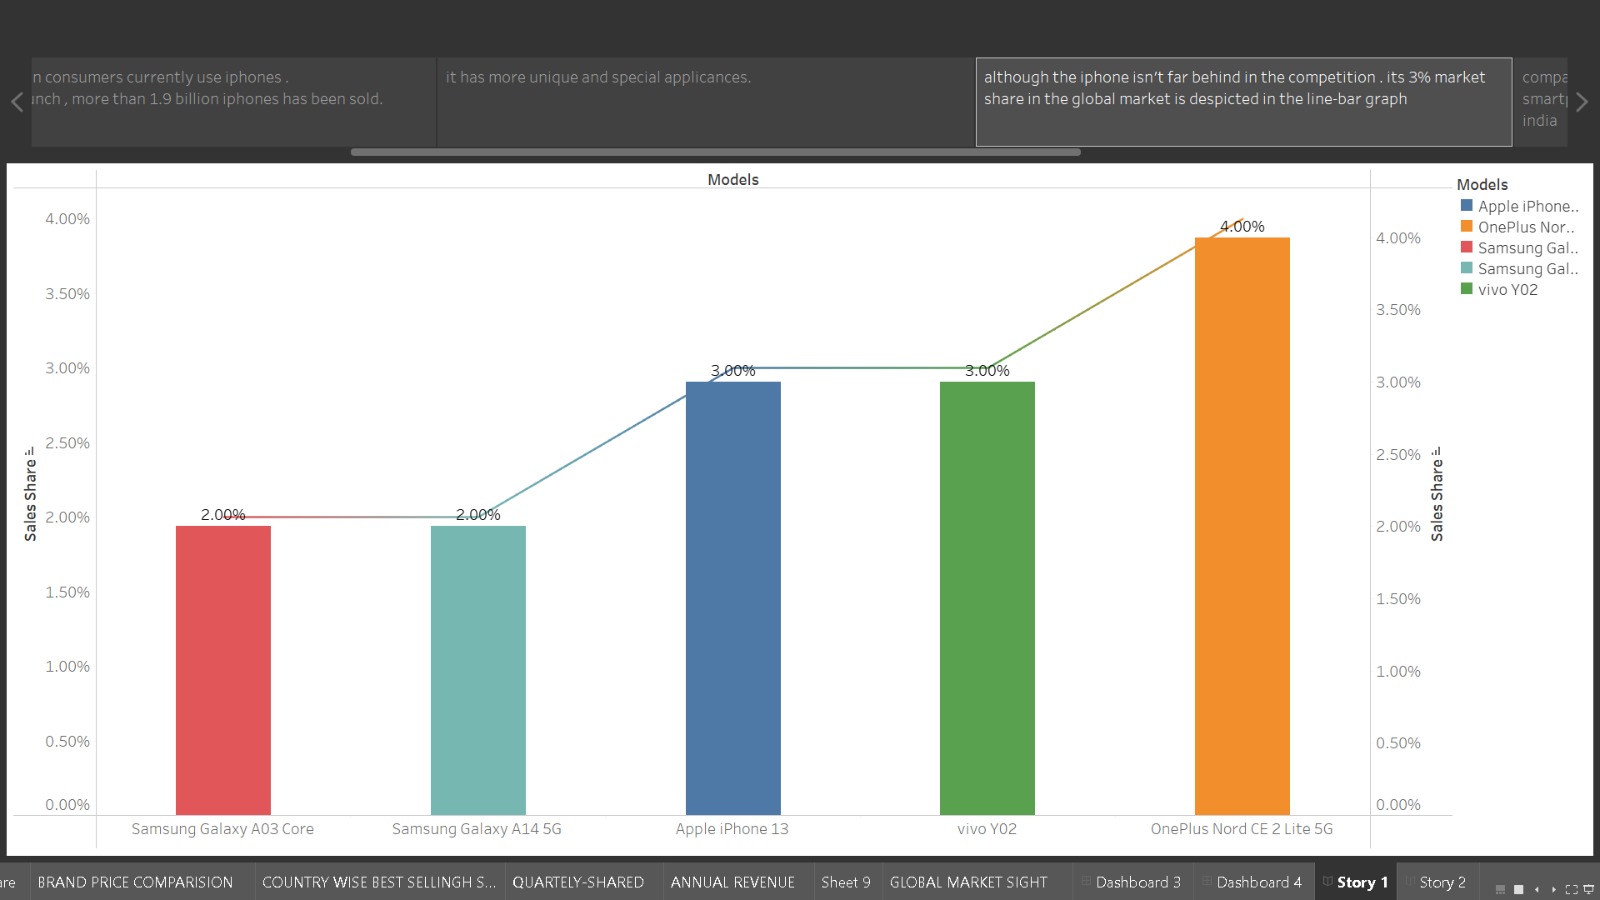 n consumers currently use iphones .
unch , more than 1.9 billion iphones has been sold.
it has more unique and special applicances.
although the iphone isn't far behind in the competition . its 3% market
share in the global market is despicted in the line-bar graph
compa
smartp
india
Models
4.00%
3.50%
3.00%
2.50%
2.00%
1.50%
1.00%
0.50%
0.00%
Sales Share
2.00%
2.00%
3.00%
3.00%
4.00%
Samsung Galaxy A03 Core
Samsung Galaxy A14 5G
Apple iPhone 13
vivo Y02
OnePlus Nord CE 2 Lite 5G
4.00%
3.50%
3.00%
2.50%
2.00%
1.50%
1.00%
0.50%
0.00%
Sales Share
Models
Apple iPhone..
OnePlus Nor..
Samsung Gal..
Samsung Gal..
vivo Y02
are
BRAND PRICE COMPARISION
COUNTRY WISE BEST SELLINGH S...
QUARTELY-SHARED
ANNUAL REVENUE
Sheet 9
GLOBAL MARKET SIGHT
Dashboard 3
Dashboard 4
Story 1
Story 2